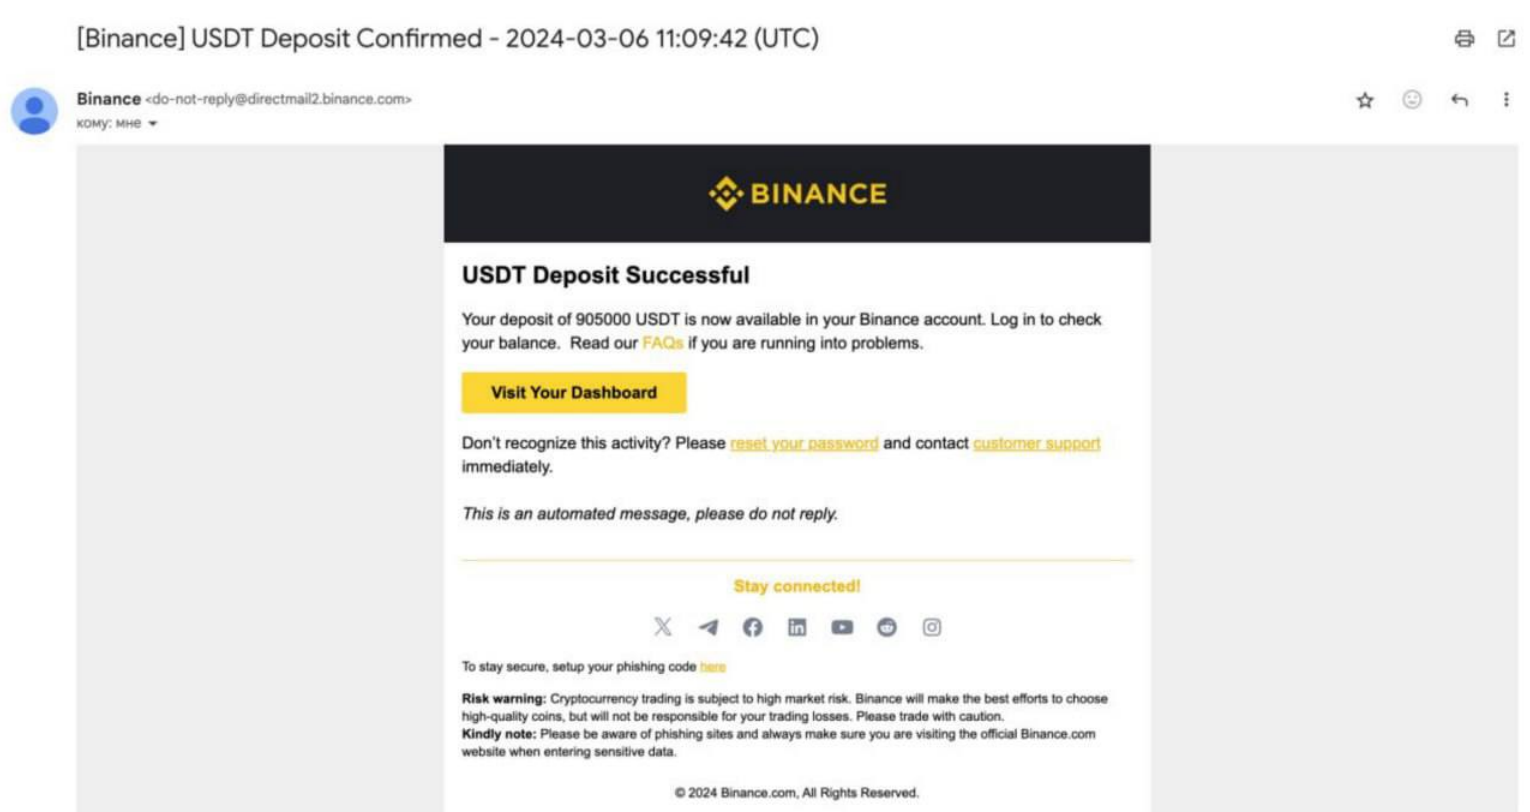 [Binance] USDT Deposit Confirmed - 2024-03-06 11:09:42 (UTC)
Binance <do-not-reply@directmail2.binance.com>
кому: мне
BINANCE
USDT Deposit Successful
Your deposit of 905000 USDT is now available in your Binance account. Log in to check
your balance.  Read our FAQs if you are running into problems.
Visit Your Dashboard
Don't recognize this activity? Please reset your password and contact customer support
immediately.
This is an automated message, please do not reply.
Stay connected!
To stay secure, setup your phishing code here
Risk warning: Cryptocurrency trading is subject to high market risk. Binance will make the best efforts to choose
high-quality coins, but will not be responsible for your trading losses. Please trade with caution.
Kindly note: Please be aware of phishing sites and always make sure you are visiting the official Binance.com
website when entering sensitive data.
© 2024 Binance.com, All Rights Reserved.